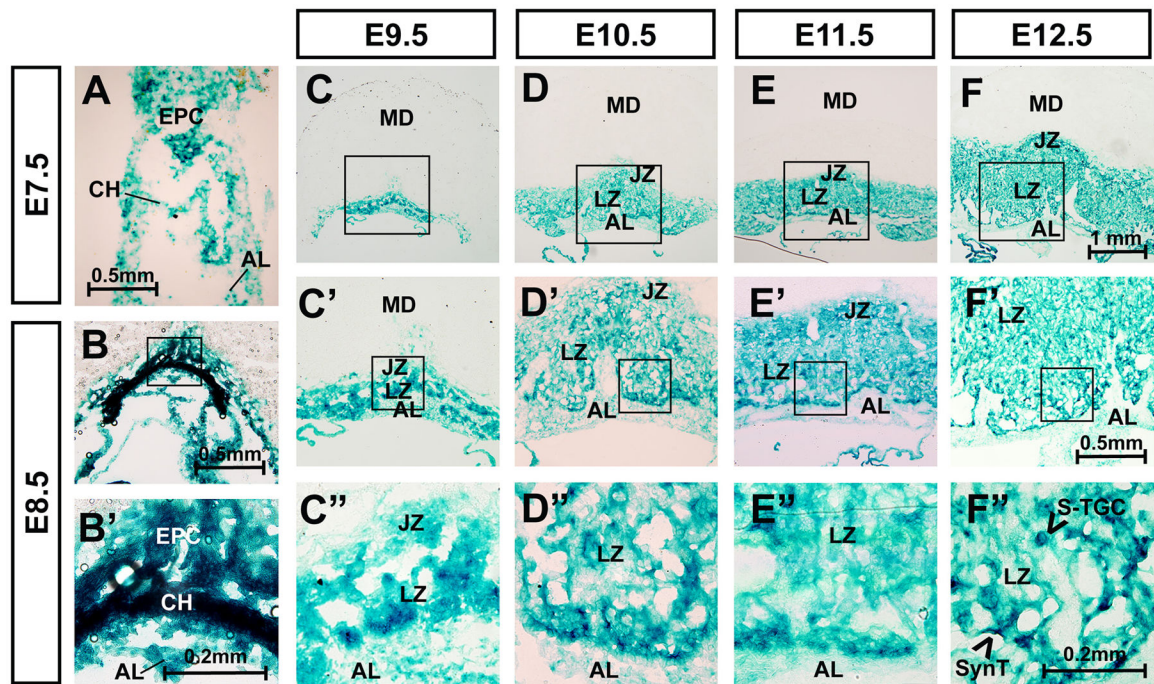 E9.5
E10.5
E11.5
E12.5
E7.5
A
EPC
CH
AL
0.5mm
C
MD
D
MD
JZ
LZ
AL
E
MD
JZ
LZ
AL
F
MD
JZ
LZ
AL
1 mm
E8.5
B
0.5mm
C'
MD
JZ
LZ
AL
D'
JZ
LZ
AL
E'
JZ
LZ
AL
F'
LZ
AL
0.5mm
B'
EPC
CH
AL
0.2mm
C"
JZ
LZ
AL
D"
LZ
AL
E"
LZ
AL
F"
S-TGC
LZ
SynT
0.2mm